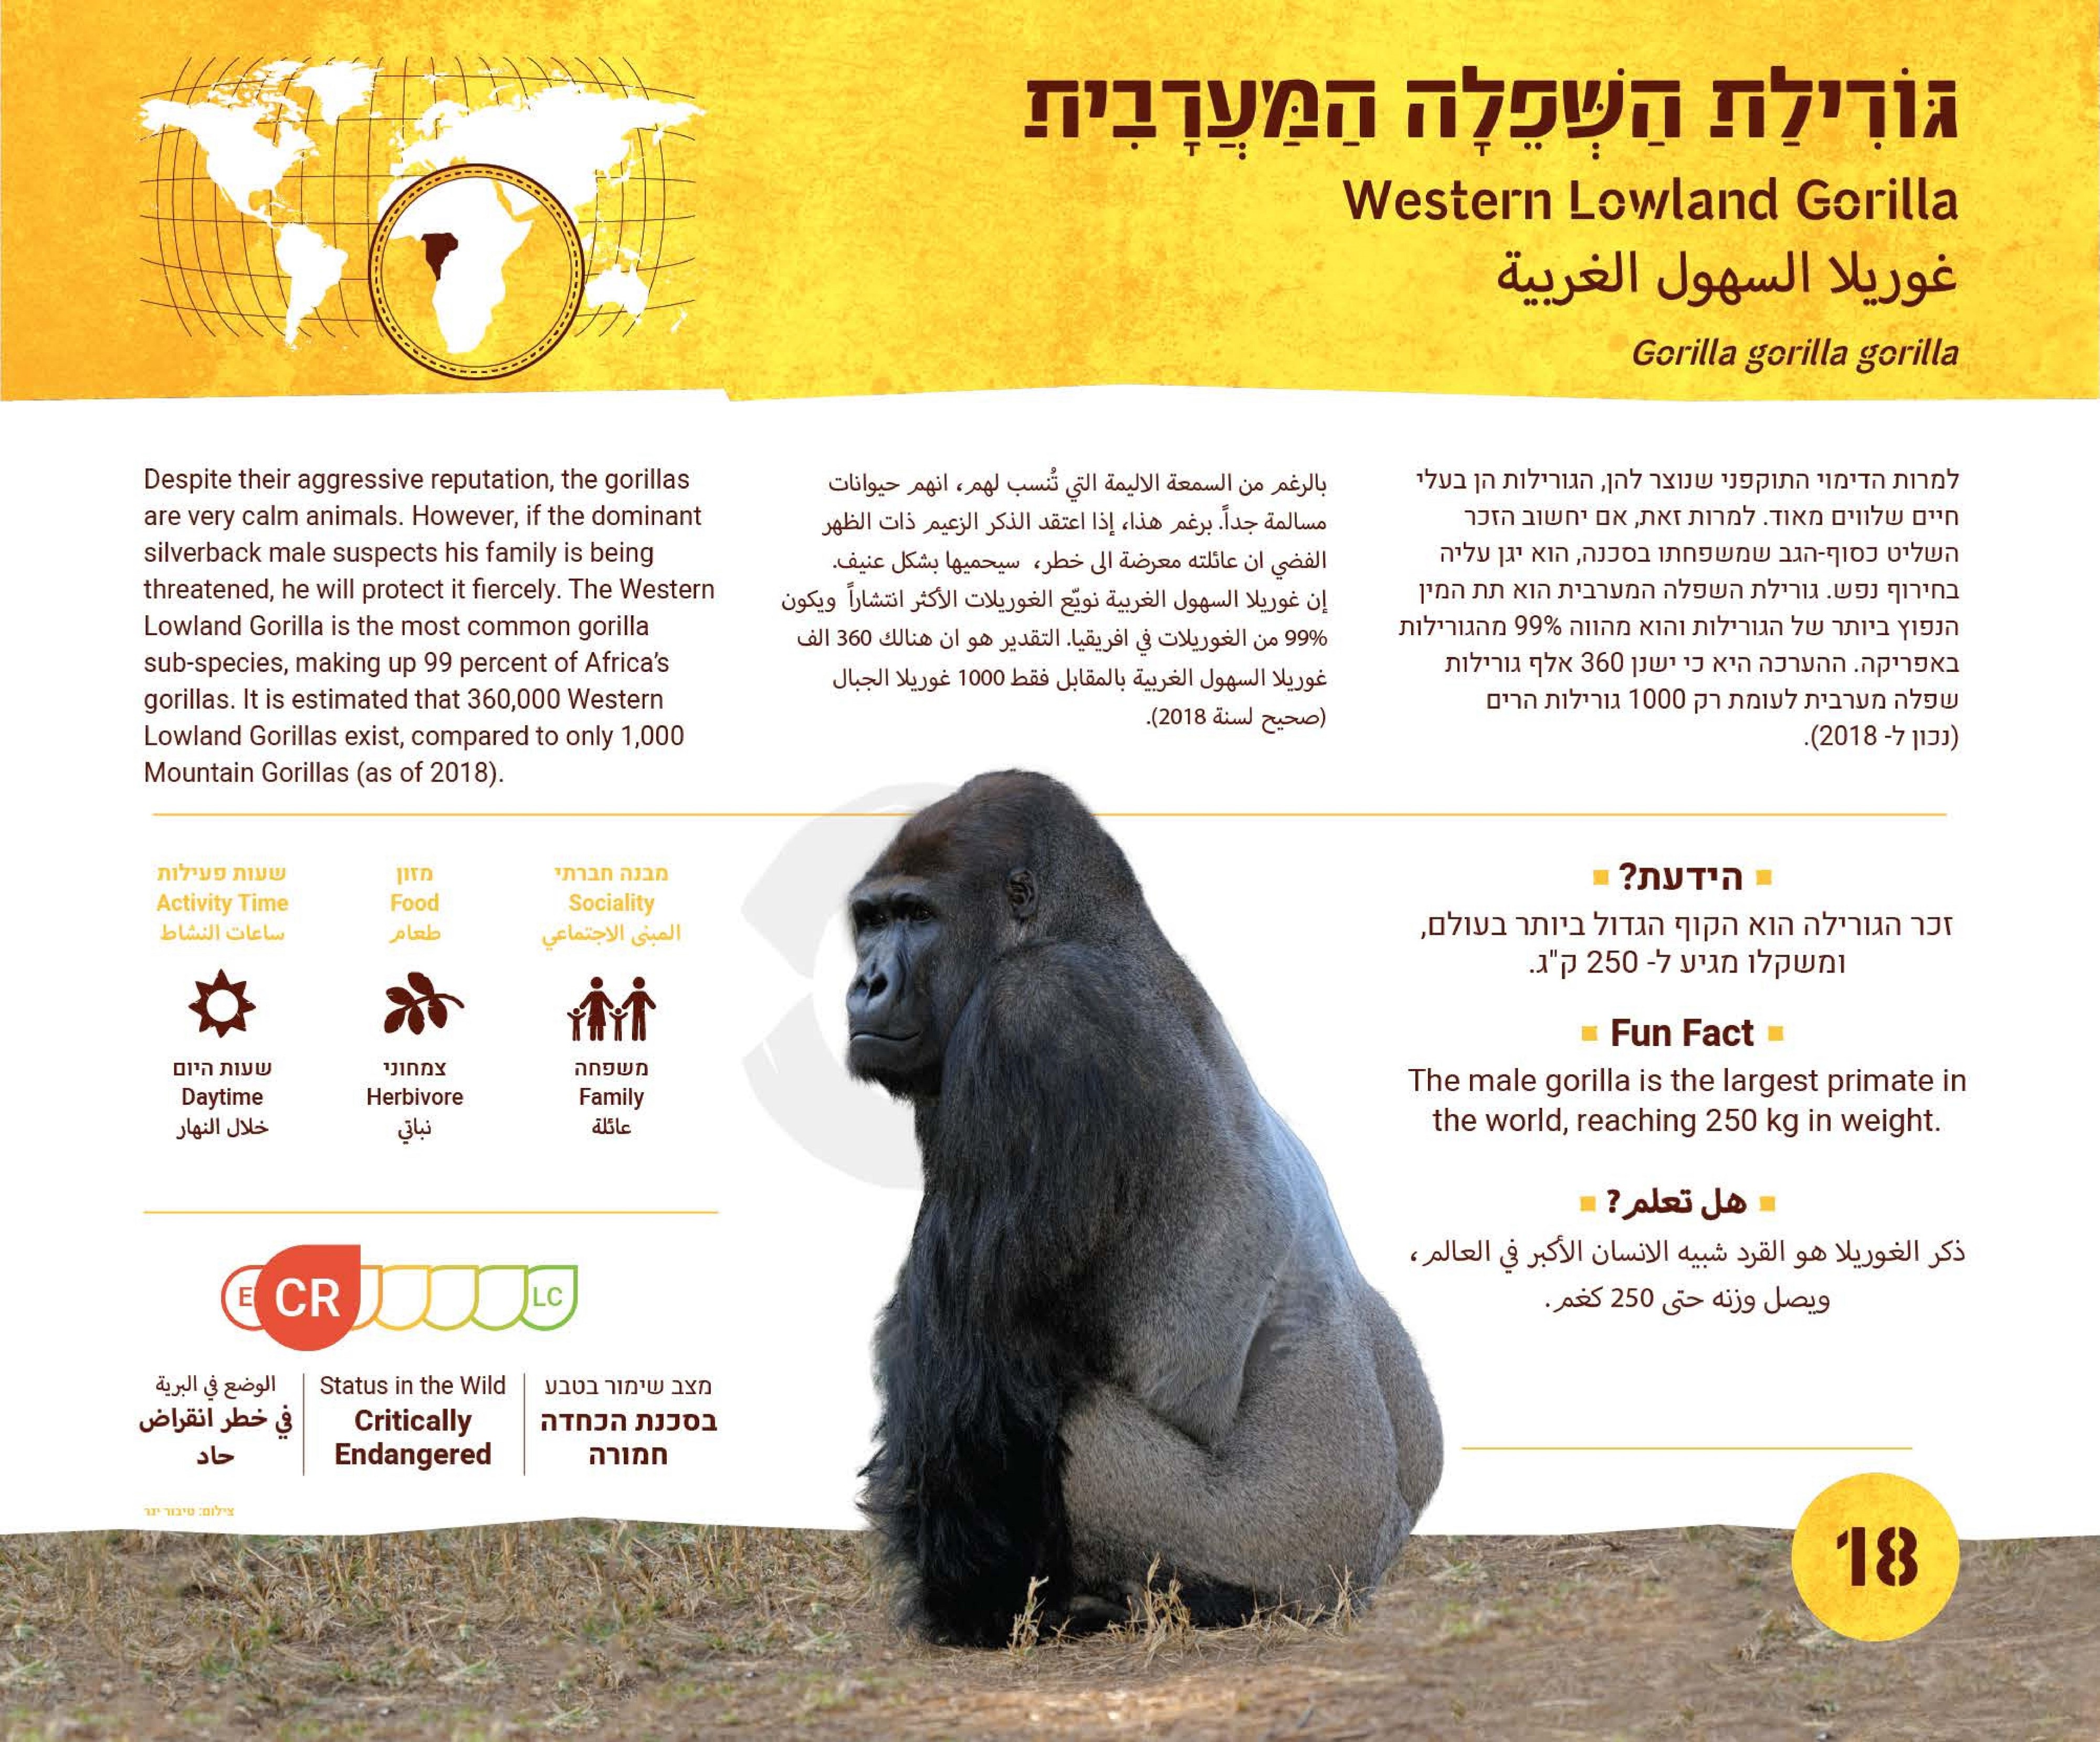 גּוֹרִילַת הַשְּׁפֵלָה הַמַּעֲרָבִית
Western Lowland Gorilla
غوريلا السهول الغربية
Gorilla gorilla gorilla
למרות הדימוי התוקפני שנוצר להן, הגורילות הן בעלי
חיים שלווים מאוד. למרות זאת, אם יחשוב הזכר
השליט כסוף-הגב שמשפחתו בסכנה, הוא יגן עליה
בחירוף נפש. גורילת השפלה המערבית הוא תת המין
הנפוץ ביותר של הגורילות והוא מהווה 99% מהגורילות
באפריקה. ההערכה היא כי ישנן 360 אלף גורילות
שפלה מערבית לעומת רק 1000 גורילות הרים
(נכון ל- 2018).
بالرغم من السمعة الاليمة التي تُنسب لهم، انهم حيوانات
مسالمة جداً. برغم هذا، إذا اعتقد الذكر الزعيم ذات الظهر
الفضي ان عائلته معرضة الى خطر، سيحميها بشكل عنيف.
إن غوريلا السهول الغربية نويّع الغوريلات الأكثر انتشاراً ويكون
99% من الغوريلات في افريقيا. التقدير هو ان هنالك 360 الف
غوريلا السهول الغربية بالمقابل فقط 1000 غوريلا الجبال
(صحيح لسنة 2018).
Despite their aggressive reputation, the gorillas
are very calm animals. However, if the dominant
silverback male suspects his family is being
threatened, he will protect it fiercely. The Western
Lowland Gorilla is the most common gorilla
sub-species, making up 99 percent of Africa's
gorillas. It is estimated that 360,000 Western
Lowland Gorillas exist, compared to only 1,000
Mountain Gorillas (as of 2018).
הידעת?
זכר הגורילה הוא הקוף הגדול ביותר בעולם,
ומשקלו מגיע ל- 250 ק"ג.
Fun Fact
The male gorilla is the largest primate in
the world, reaching 250 kg in weight.
هل تعلم؟
ذكر الغوريلا هو القرد شبيه الانسان الأكبر في العالم،
ويصل وزنه حتى 250 كغم.
מבנה חברתי
Sociality
المبنى الاجتماعي
משפחה
Family
عائلة
מזון
Food
طعام
צמחוני
Herbivore
نباتي
שעות פעילות
Activity Time
ساعات النشاط
שעות היום
Daytime
خلال النهار
E CR LC
מצב שימור בטבע
בסכנת הכחדה
חמורה
Status in the Wild
Critically
Endangered
الوضع في البرية
في خطر انقراض
حاد
צילום: טיבור יגר
18